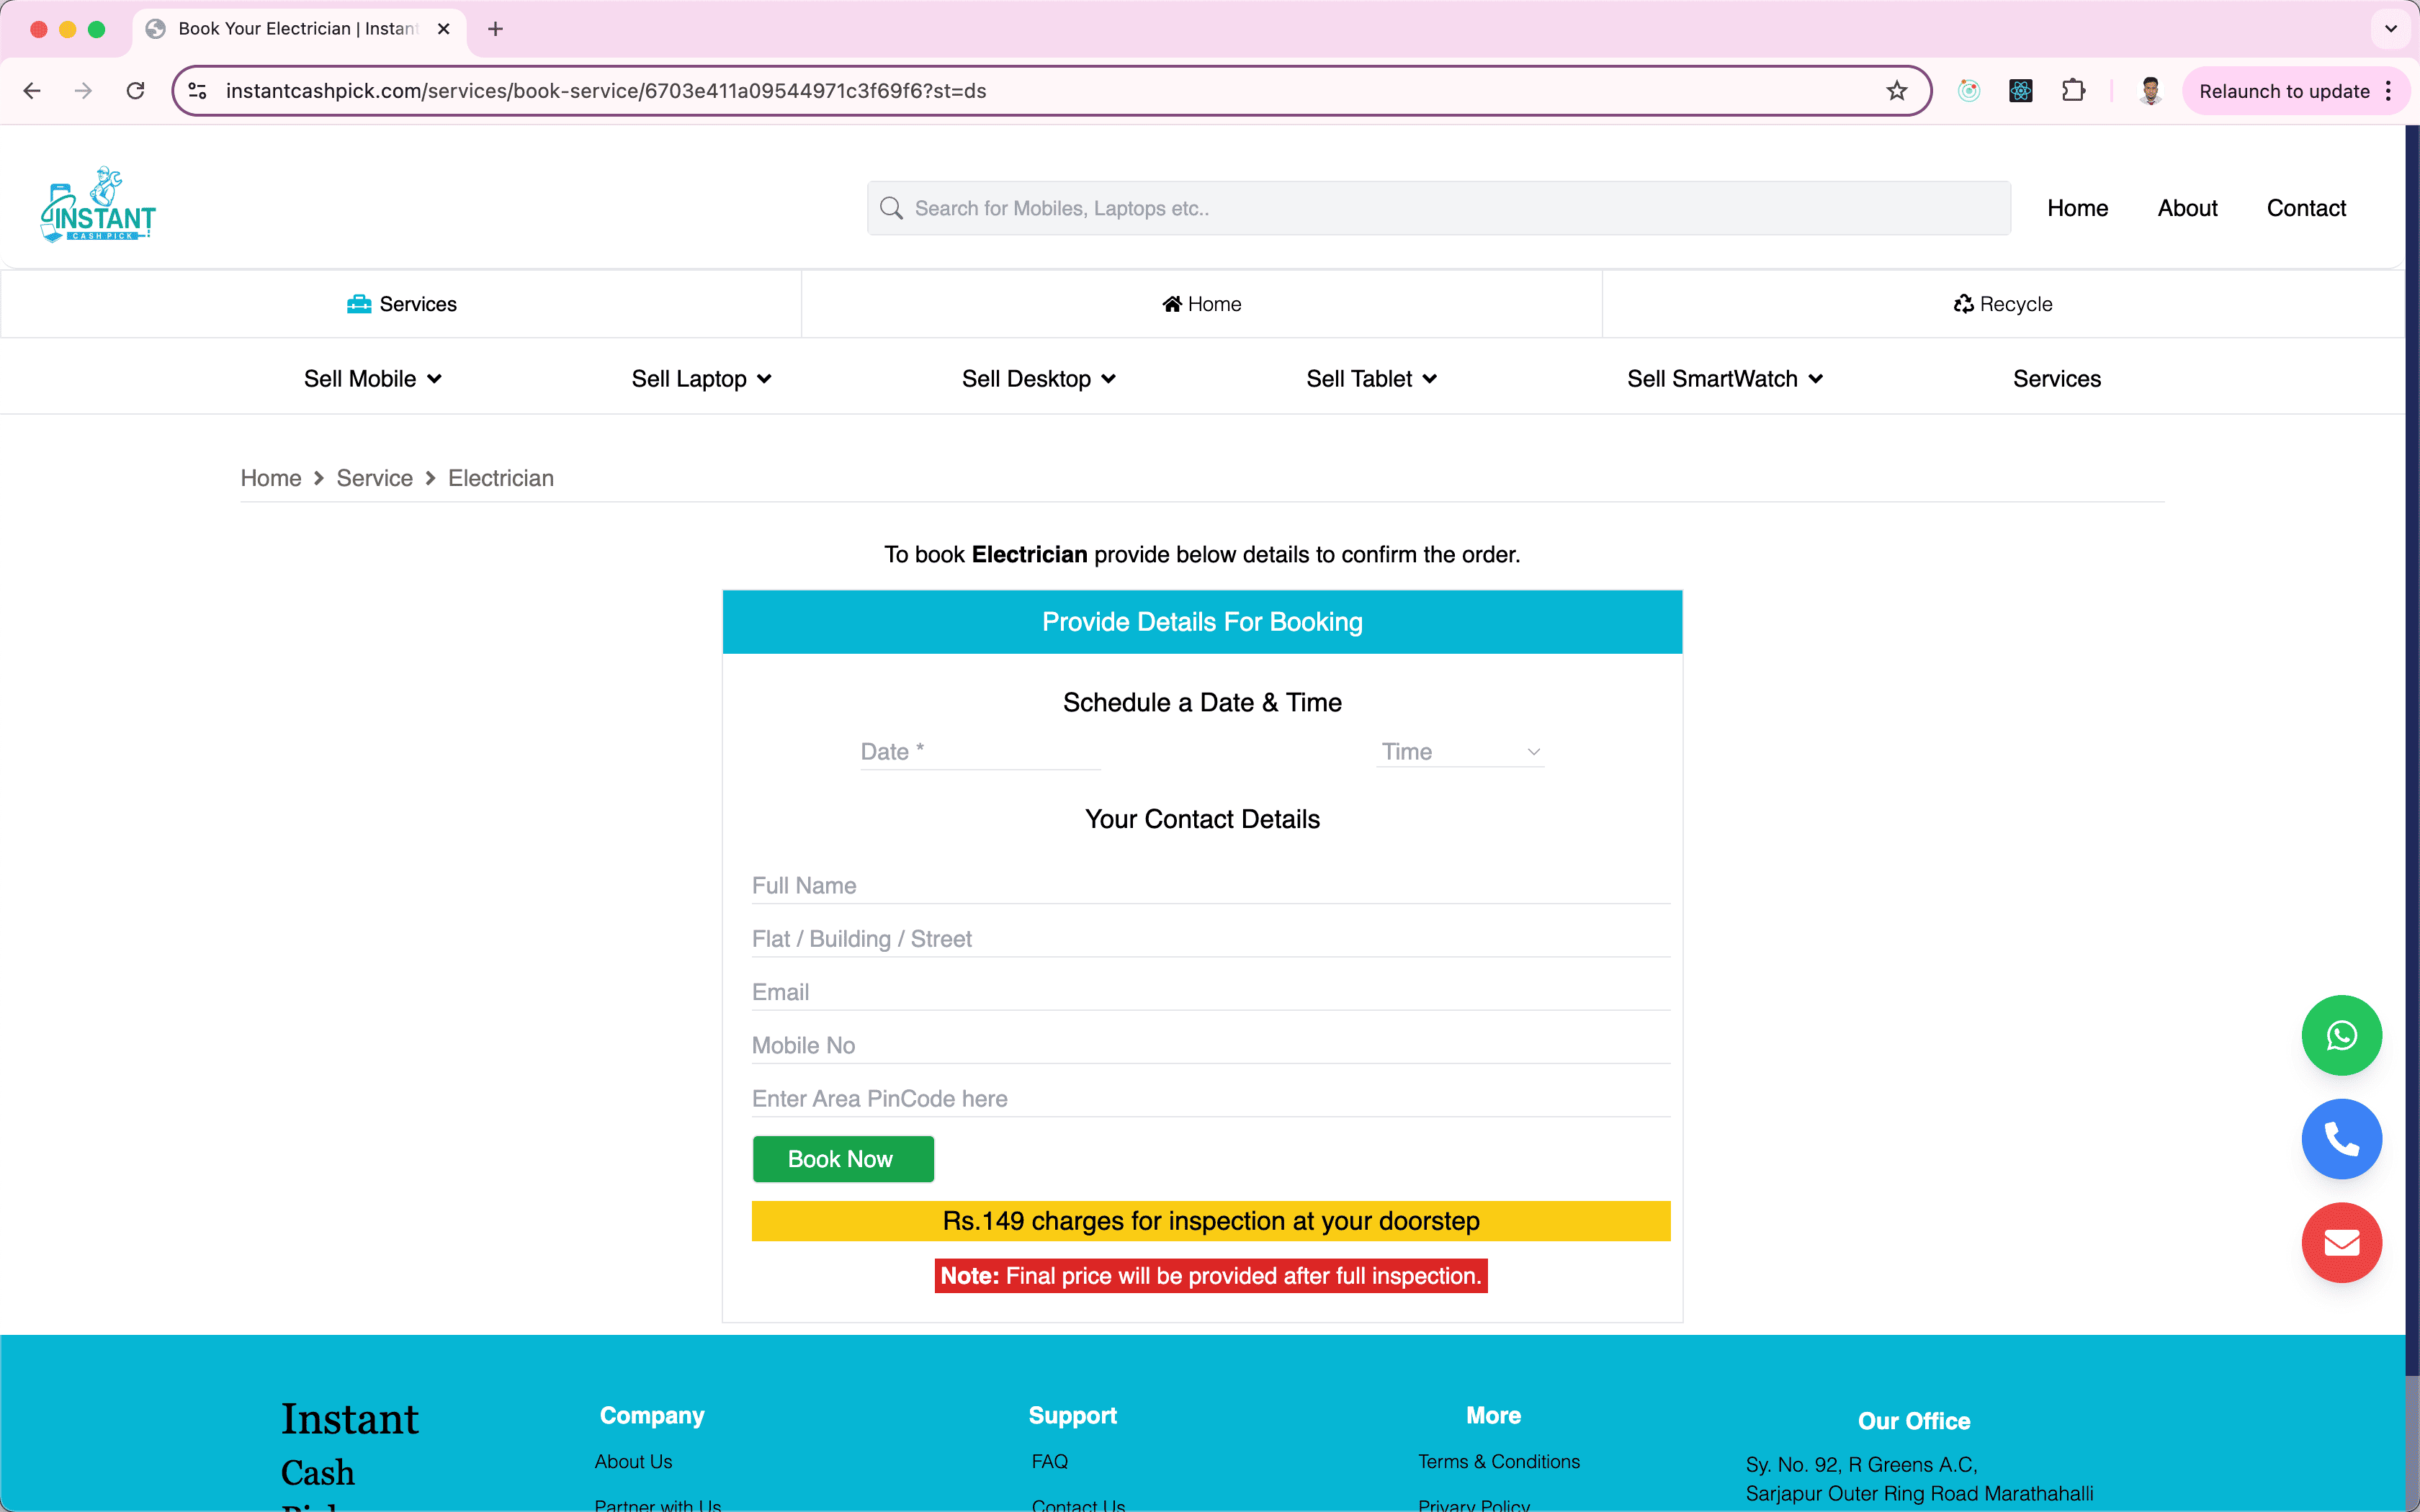 Book Your Electrician | Instant
instantcashpick.com/services/book-service/6703e411a09544971c3f69f6?st=ds
Relaunch to update
INSTANT
CASH PICK
Search for Mobiles, Laptops etc..
Home
About
Contact
Services
Home
Recycle
Sell Mobile
Sell Laptop
Sell Desktop
Sell Tablet
Sell SmartWatch
Services
Home > Service > Electrician
To book Electrician provide below details to confirm the order.
Provide Details For Booking
Schedule a Date & Time
Date *
Time
Your Contact Details
Full Name
Flat / Building / Street
Email
Mobile No
Enter Area PinCode here
Book Now
Rs.149 charges for inspection at your doorstep
Note: Final price will be provided after full inspection.
Instant
Cash
Company
About Us
Partner with Us
Support
FAQ
Contact Us
More
Terms & Conditions
Privary Policy
Our Office
Sy. No. 92, R Greens A.C,
Sarjapur Outer Ring Road Marathahalli